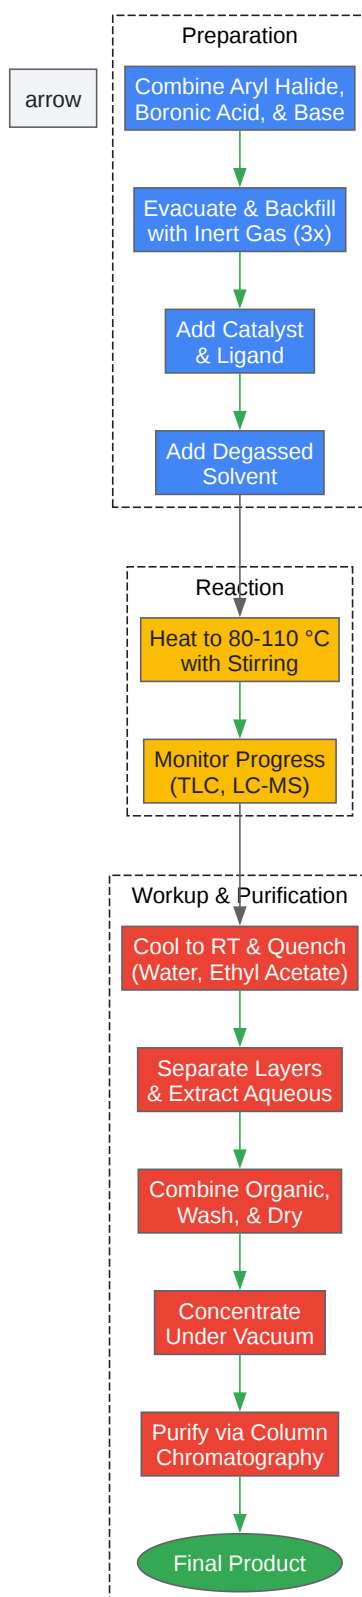 Preparation
arrow
Combine Aryl Halide,
Boronic Acid, & Base
Evacuate & Backfill
with Inert Gas (3x)
Add Catalyst
& Ligand
Add Degassed
Solvent
Reaction
Heat to 80-110 °C
with Stirring
Monitor Progress
(TLC, LC-MS)
Workup & Purification
Cool to RT & Quench
(Water, Ethyl Acetate)
Separate Layers
& Extract Aqueous
Combine Organic,
Wash, & Dry
Concentrate
Under Vacuum
Purify via Column
Chromatography
Final Product